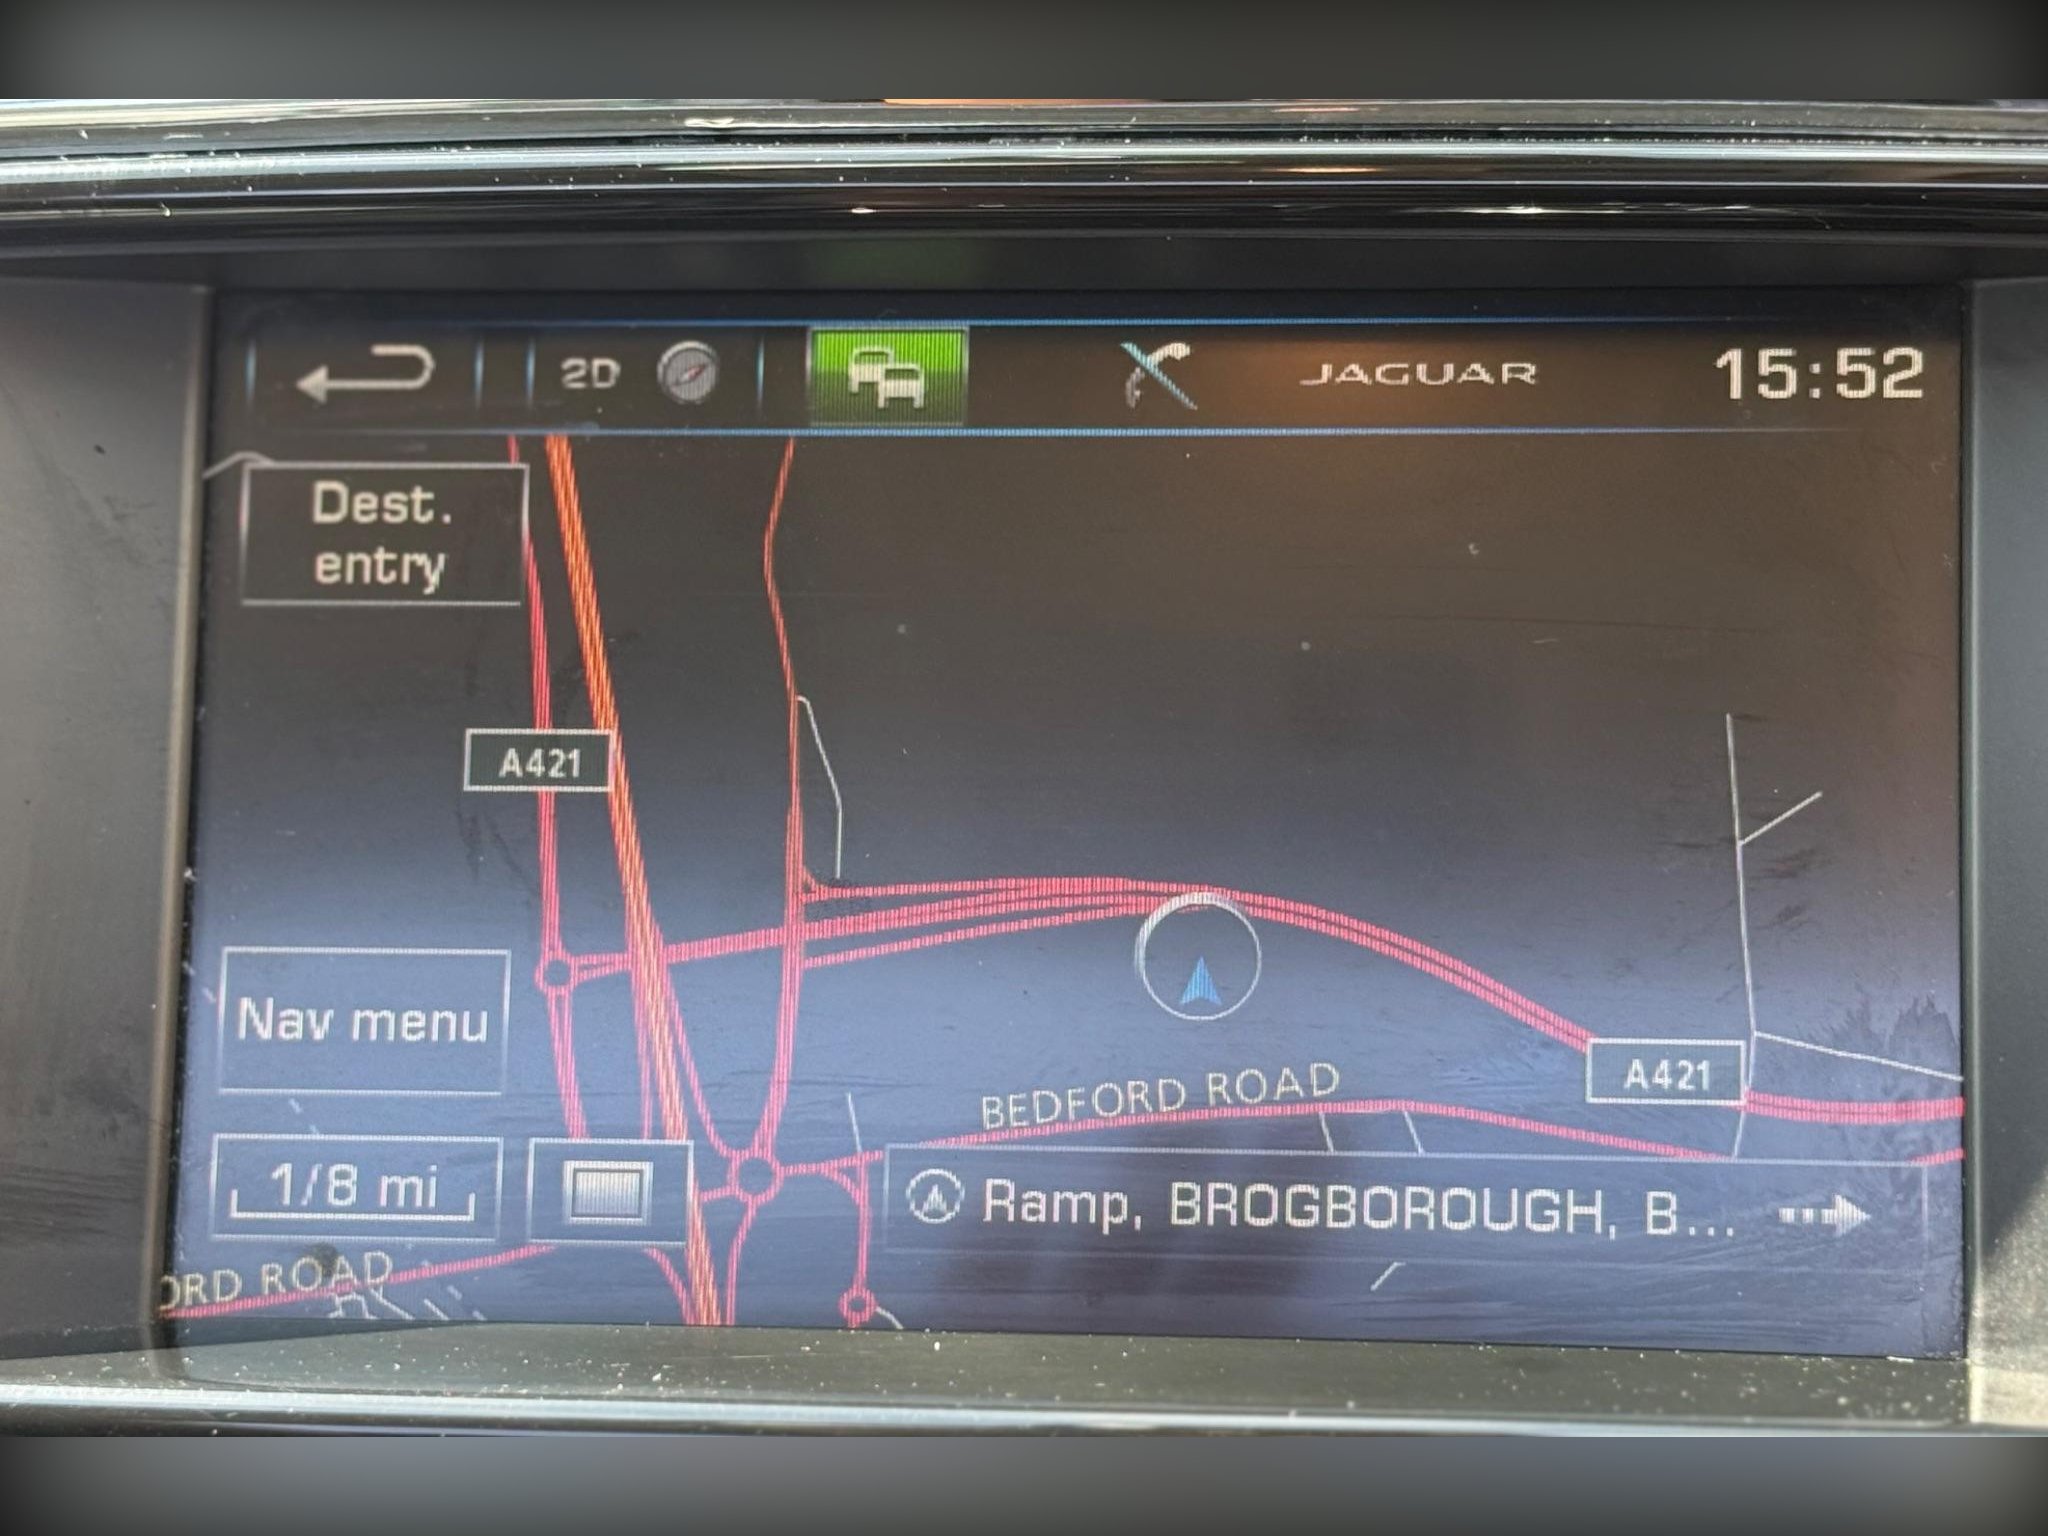 2D
JAGUAR
15:52
Dest.
entry
A421
Nav menu
BEDFORD ROAD
A421
1/8 mi
Ramp, BROGBOROUGH, B...
ORD ROAD